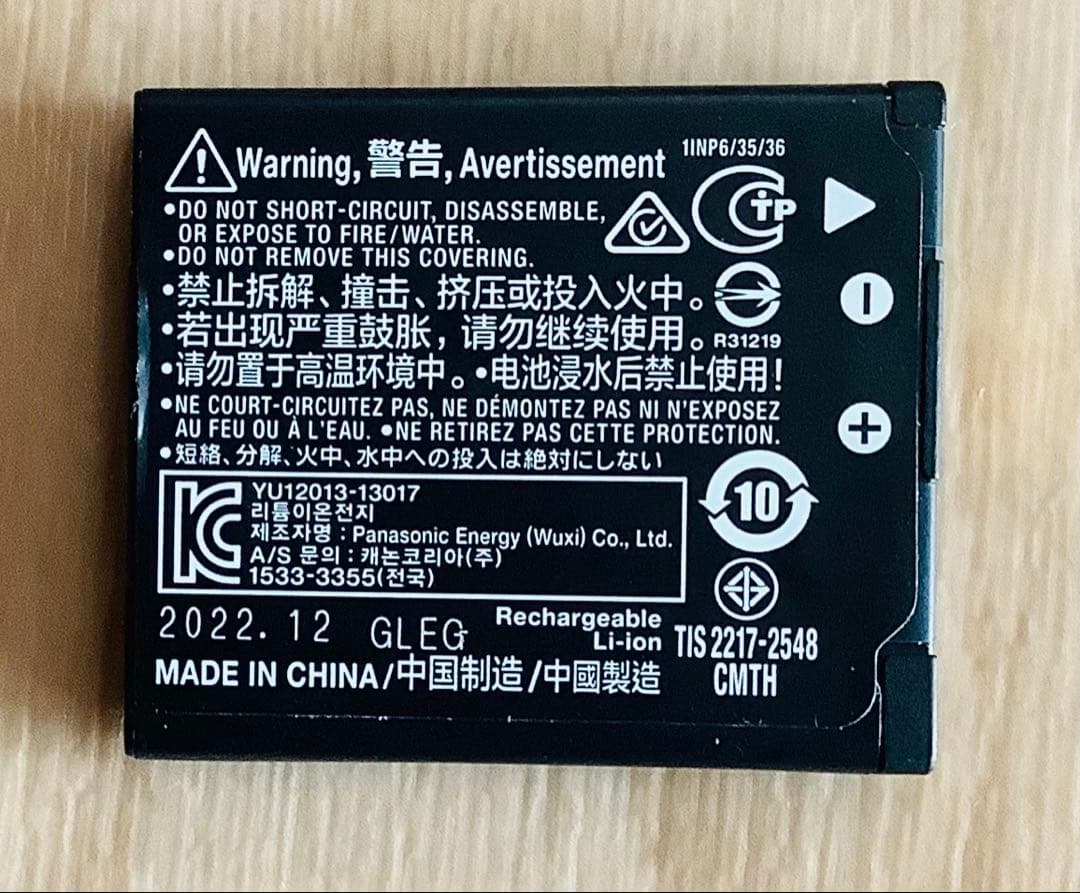 Warning, 警告, Avertissement
1INP6/35/36
•DO NOT SHORT-CIRCUIT, DISASSEMBLE,
OR EXPOSE TO FIRE/WATER.
•DO NOT REMOVE THIS COVERING.
•禁止拆解、撞击、挤压或投入火中。
•若出现严重鼓胀，请勿继续使用。
R31219
•请勿置于高温环境中。•电池浸水后禁止使用！
•NE COURT-CIRCUITEZ PAS, NE DÉMONTEZ PAS NI N'EXPOSEZ
AU FEU OU À L'EAU. •NE RETIREZ PAS CETTE PROTECTION.
•短絡、分解、火中、水中への投入は絶対にしない
YU12013-13017
리튬이온전지
제조자명 : Panasonic Energy (Wuxi) Co., Ltd.
A/S 문의 : 캐논코리아(주)
1533-3355(전국)
10
2022.12 GLEG
Rechargeable
Li-ion
TIS 2217-2548
CMTH
MADE IN CHINA/中国制造/中國製造